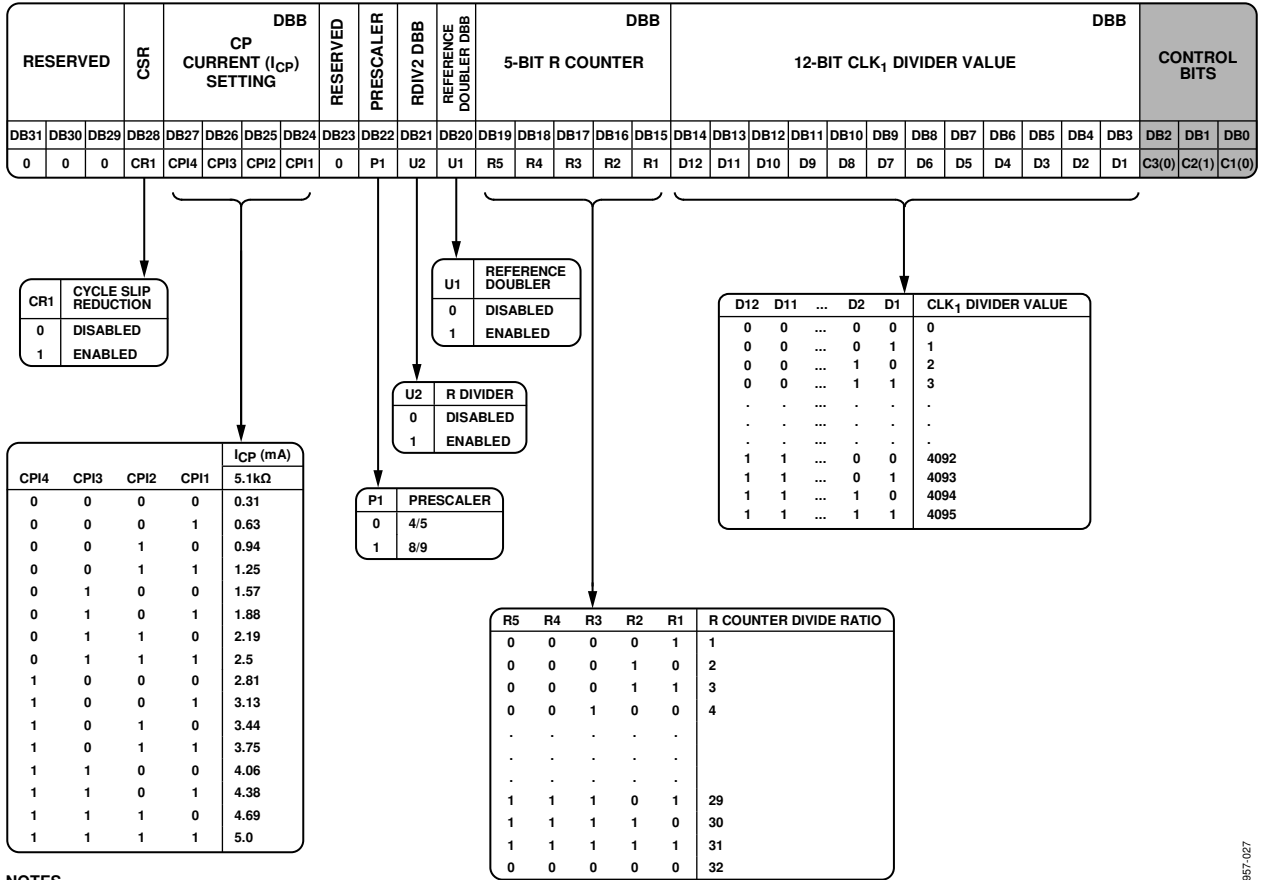 RESERVED
CSR
DBB
CP
CURRENT (ICP)
SETTING
RESERVED
PRESCALER
RDIV2 DBB
REFERENCE
DOUBLER DBB
DBB
5-BIT R COUNTER
DBB
12-BIT CLK1 DIVIDER VALUE
CONTROL
BITS
DB31 DB30 DB29 DB28 DB27 DB26 DB25 DB24 DB23 DB22 DB21 DB20 DB19 DB18 DB17 DB16 DB15 DB14 DB13 DB12 DB11 DB10 DB9 DB8 DB7 DB6 DB5 DB4 DB3 DB2 DB1 DB0
0 0 0 CR1 CPI4 CPI3 CPI2 CPI1 0 P1 U2 U1 R5 R4 R3 R2 R1 D12 D11 D10 D9 D8 D7 D6 D5 D4 D3 D2 D1 C3(0) C2(1) C1(0)
CR1 CYCLE SLIP
REDUCTION
0 DISABLED
1 ENABLED
U1 REFERENCE
DOUBLER
0 DISABLED
1 ENABLED
U2 R DIVIDER
0 DISABLED
1 ENABLED
P1 PRESCALER
0 4/5
1 8/9
D12 D11 ... D2 D1 CLK1 DIVIDER VALUE
0 0 ... 0 0 0
0 0 ... 0 1 1
0 0 ... 1 0 2
0 0 ... 1 1 3
. . ... . . .
. . ... . . .
. . ... . . .
1 1 ... 0 0 4092
1 1 ... 0 1 4093
1 1 ... 1 0 4094
1 1 ... 1 1 4095
ICP (mA)
CPI4 CPI3 CPI2 CPI1 5.1kΩ
0 0 0 0 0.31
0 0 0 1 0.63
0 0 1 0 0.94
0 0 1 1 1.25
0 1 0 0 1.57
0 1 0 1 1.88
0 1 1 0 2.19
0 1 1 1 2.5
1 0 0 0 2.81
1 0 0 1 3.13
1 0 1 0 3.44
1 0 1 1 3.75
1 1 0 0 4.06
1 1 0 1 4.38
1 1 1 0 4.69
1 1 1 1 5.0
R5 R4 R3 R2 R1 R COUNTER DIVIDE RATIO
0 0 0 0 1 1
0 0 0 1 0 2
0 0 0 1 1 3
0 0 1 0 0 4
. . . . .
. . . . .
. . . . .
1 1 1 0 1 29
1 1 1 1 0 30
1 1 1 1 1 31
0 0 0 0 0 32
957-027